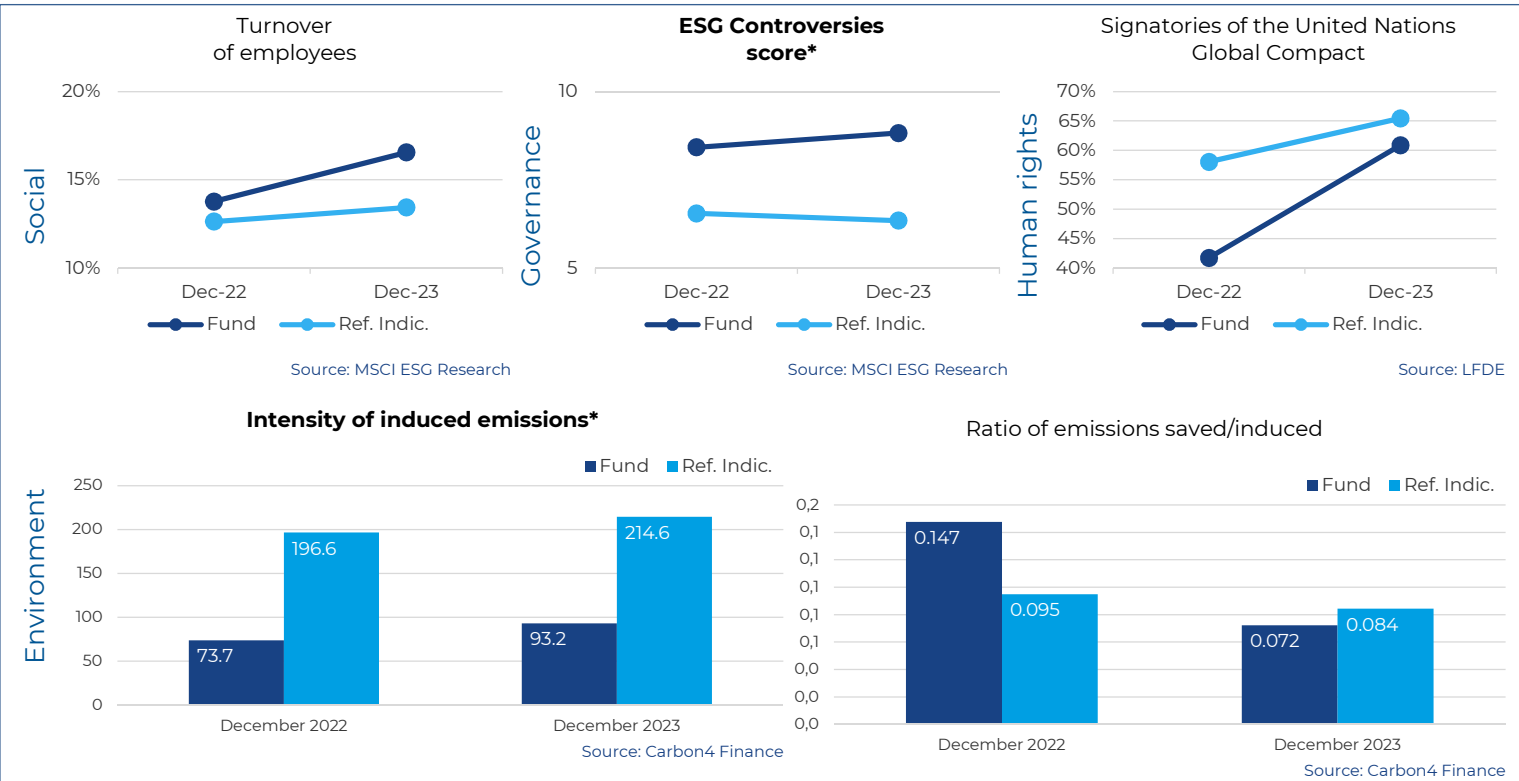 Turnover
of employees
Social
20%
15%
10%
Dec-22 Dec-23
Fund Ref. Indic.
Source: MSCI ESG Research
ESG Controversies
score*
Governance
10
5
Dec-22 Dec-23
Fund Ref. Indic.
Source: MSCI ESG Research
Signatories of the United Nations
Global Compact
Human rights
70%
65%
60%
55%
50%
45%
40%
Dec-22 Dec-23
Fund Ref. Indic.
Source: LFDE
Intensity of induced emissions*
Fund Ref. Indic.
Environment
250
200
150
100
50
0
73.7
196.6
93.2
214.6
December 2022 December 2023
Source: Carbon4 Finance
Ratio of emissions saved/induced
Fund Ref. Indic.
0,2
0,1
0,1
0,1
0,1
0,1
0,0
0,0
0,0
0.147
0.095
0.072
0.084
December 2022 December 2023
Source: Carbon4 Finance